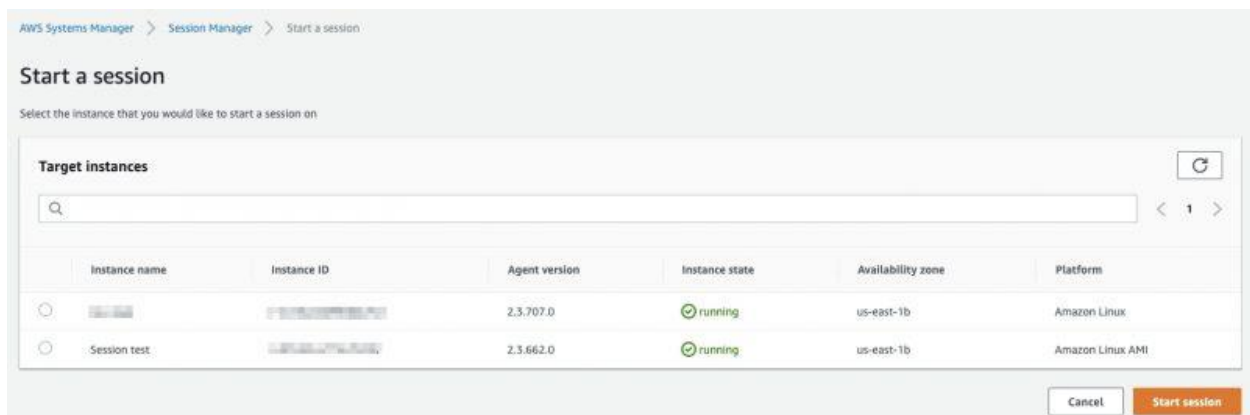 AWS Systems Manager > Session Manager > Start a session
Start a session
Select the instance that you would like to start a session on
Target instances
< 1 >
Instance name Instance ID Agent version Instance state Availability zone Platform
2.3.707.0 running us-east-1b Amazon Linux
Session test 2.3.662.0 running us-east-1b Amazon Linux AMI
Cancel Start session